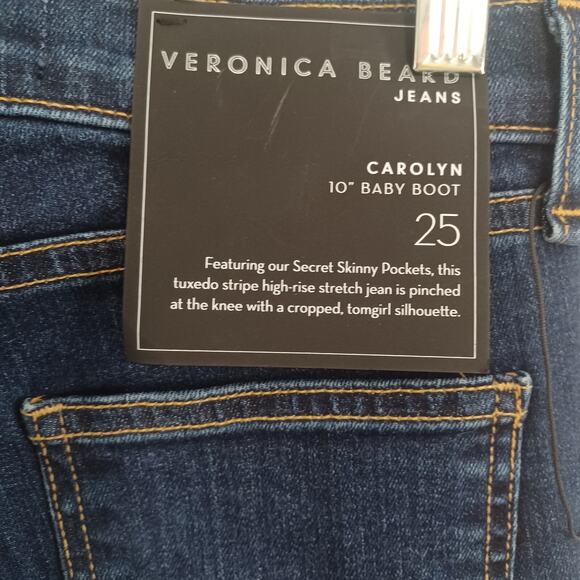 VERONICA BEARD
JEANS
CAROLYN
10" BABY BOOT
25
Featuring our Secret Skinny Pockets, this
tuxedo stripe high-rise stretch jean is pinched
at the knee with a cropped, tomgirl silhouette.